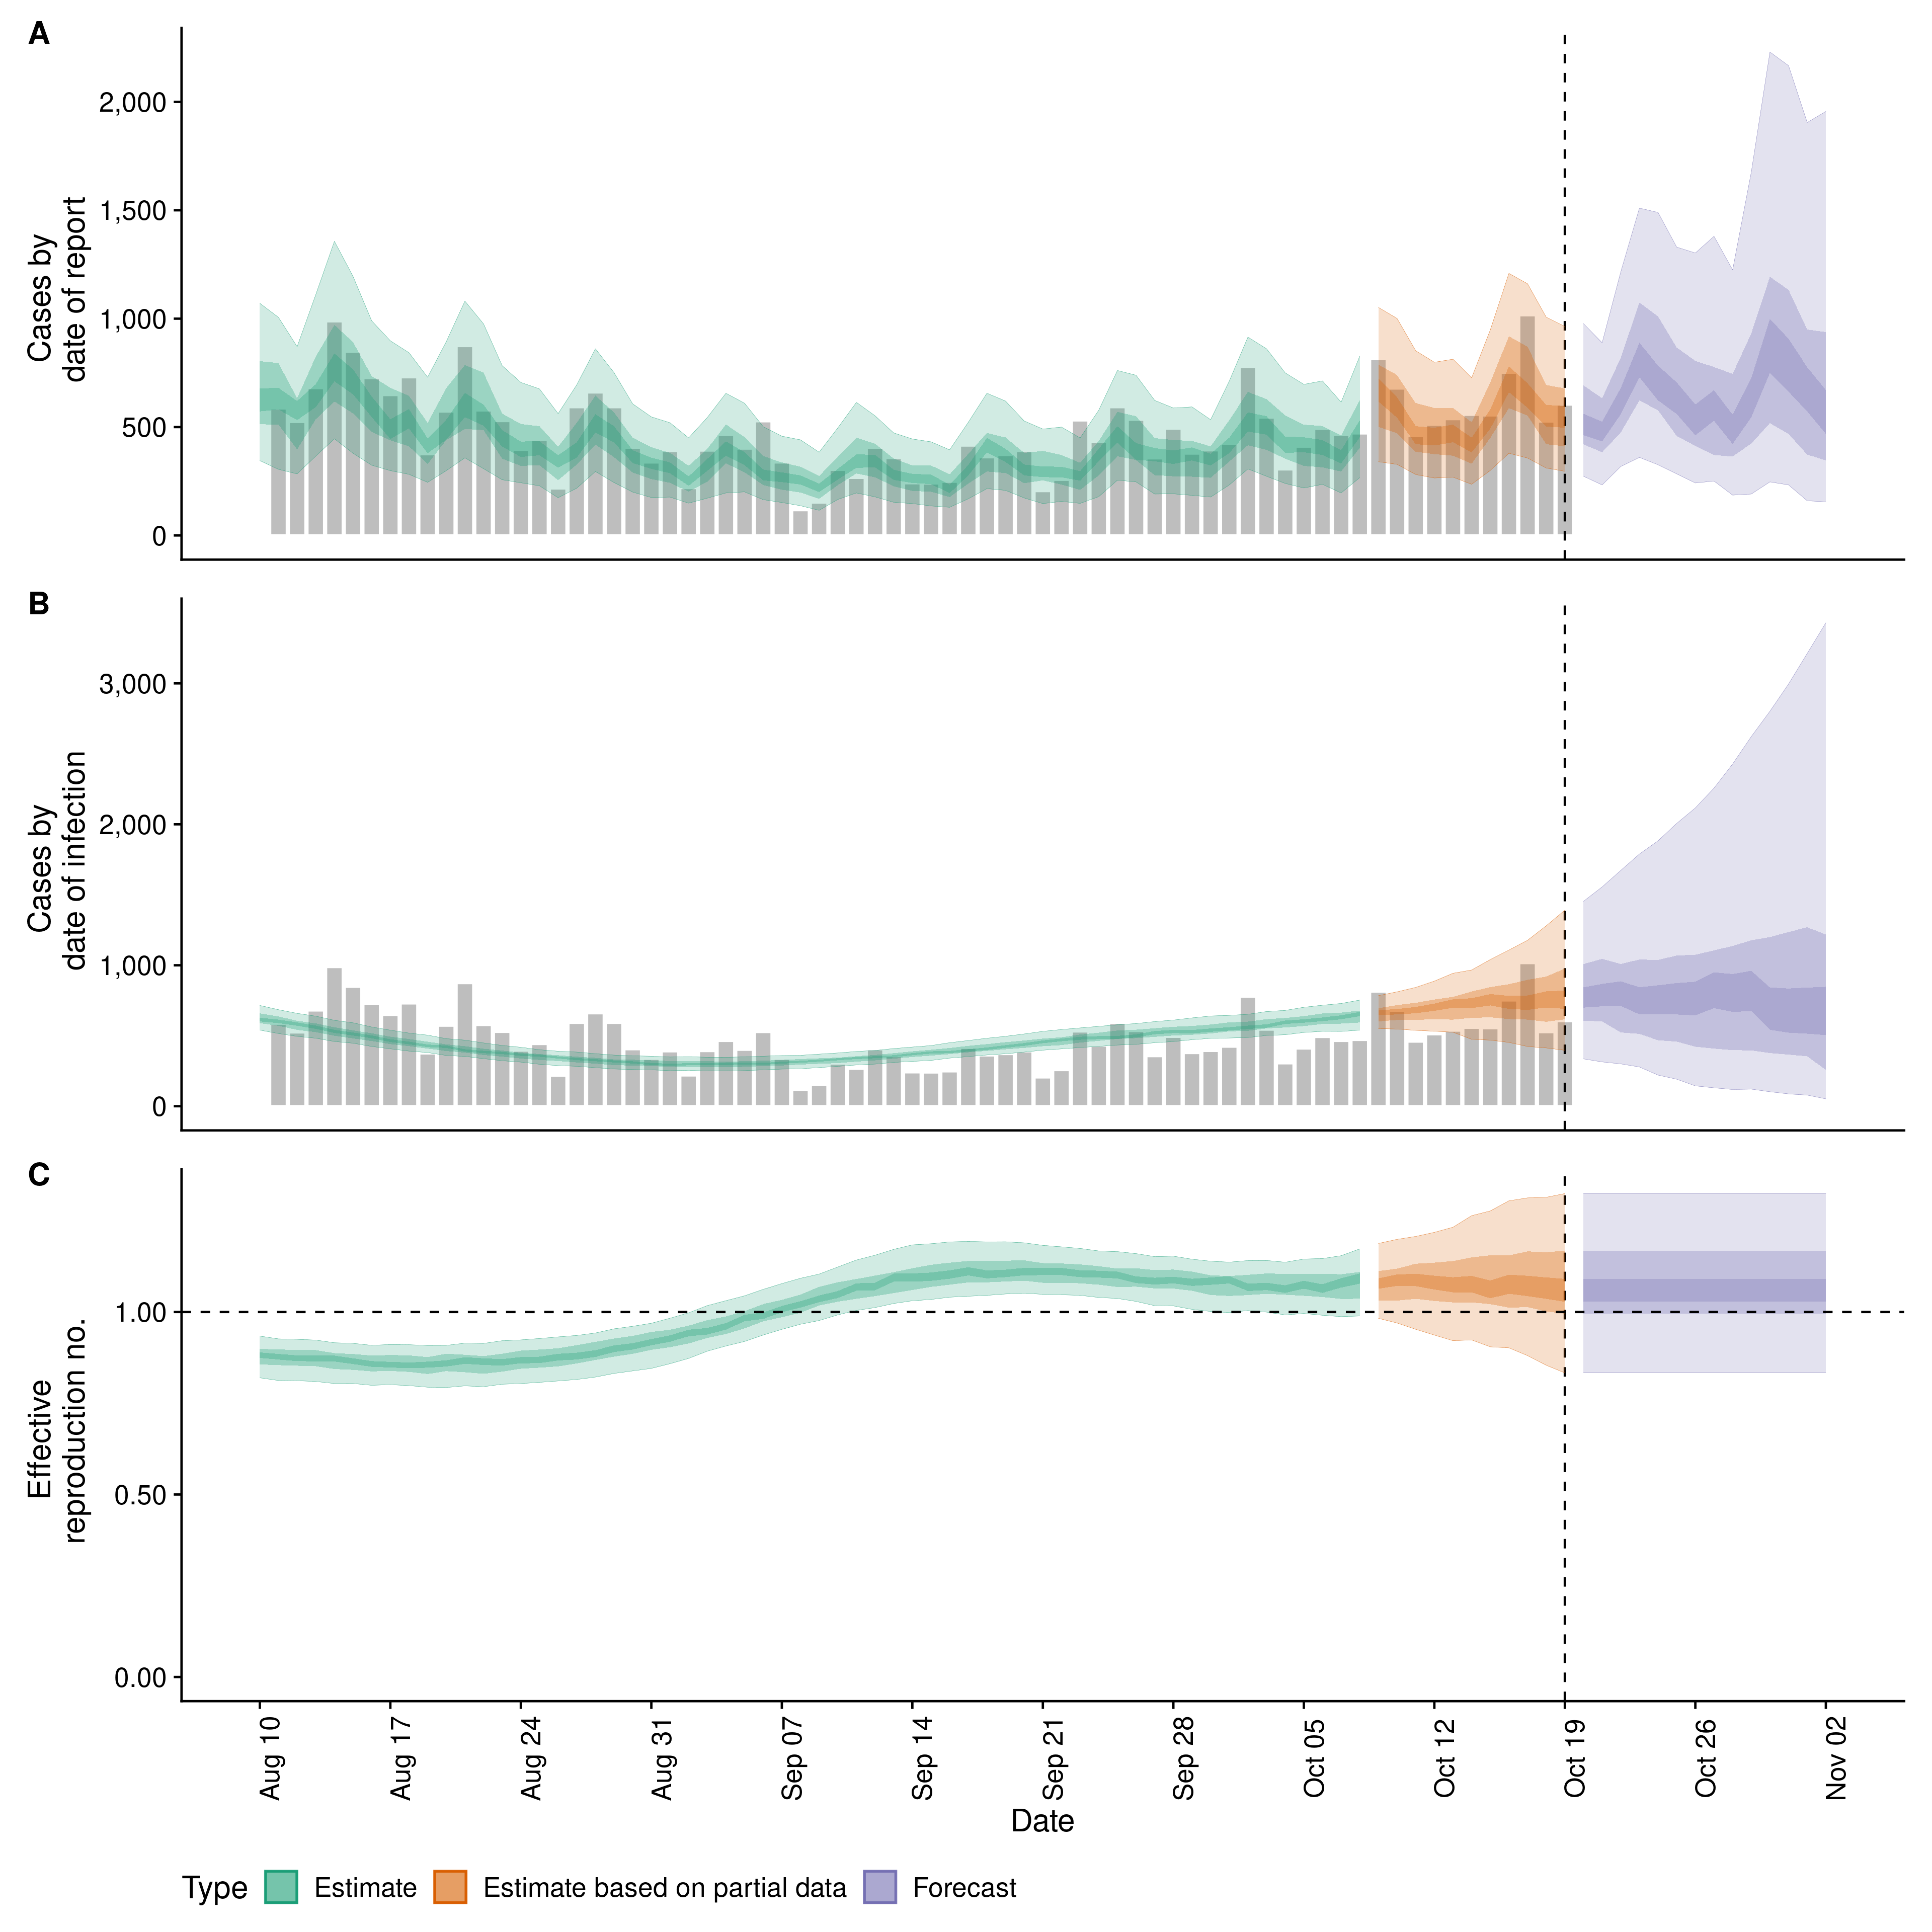 A
Cases by
date of report
2,000
1,500
1,000
500
0
B
Cases by
date of infection
3,000
2,000
1,000
0
C
Effective
reproduction no.
1.00
0.50
0.00
Aug 10
Aug 17
Aug 24
Aug 31
Sep 07
Sep 14
Sep 21
Sep 28
Oct 05
Oct 12
Oct 19
Oct 26
Nov 02
Date
Type Estimate Estimate based on partial data Forecast